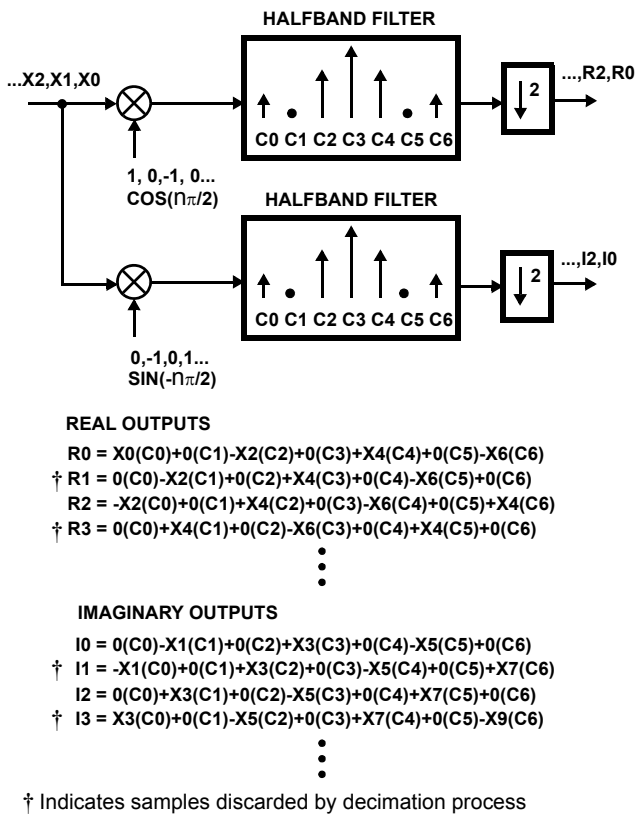 HALFBAND FILTER
...X2,X1,X0
C0 C1 C2 C3 C4 C5 C6
2
...,R2,R0
1, 0,-1, 0...
COS(nπ/2)
HALFBAND FILTER
C0 C1 C2 C3 C4 C5 C6
2
...,I2,I0
0,-1,0,1...
SIN(-nπ/2)
REAL OUTPUTS
R0 = X0(C0)+0(C1)-X2(C2)+0(C3)+X4(C4)+0(C5)-X6(C6)
† R1 = 0(C0)-X2(C1)+0(C2)+X4(C3)+0(C4)-X6(C5)+0(C6)
R2 = -X2(C0)+0(C1)+X4(C2)+0(C3)-X6(C4)+0(C5)+X4(C6)
† R3 = 0(C0)+X4(C1)+0(C2)-X6(C3)+0(C4)+X4(C5)+0(C6)
IMAGINARY OUTPUTS
I0 = 0(C0)-X1(C1)+0(C2)+X3(C3)+0(C4)-X5(C5)+0(C6)
† I1 = -X1(C0)+0(C1)+X3(C2)+0(C3)-X5(C4)+0(C5)+X7(C6)
I2 = 0(C0)+X3(C1)+0(C2)-X5(C3)+0(C4)+X7(C5)+0(C6)
† I3 = X3(C0)+0(C1)-X5(C2)+0(C3)+X7(C4)+0(C5)-X9(C6)
† Indicates samples discarded by decimation process